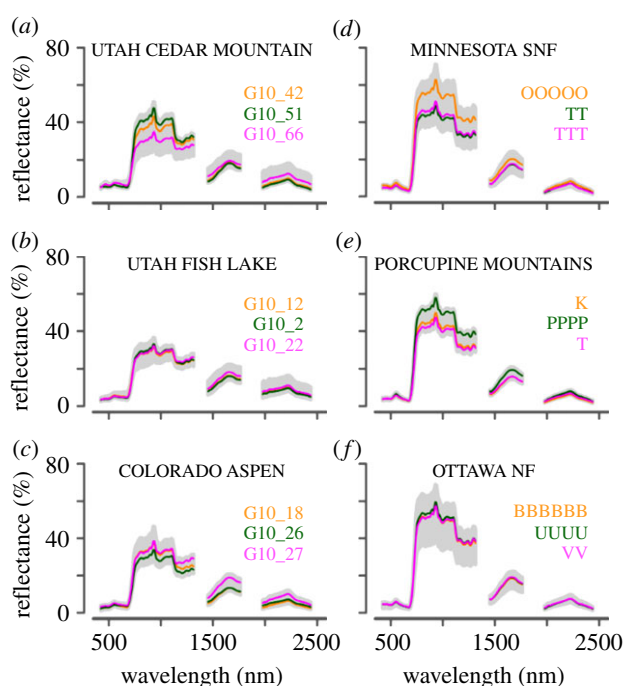 (a)
UTAH CEDAR MOUNTAIN
80
40
0
reflectance (%)
G10_42
G10_51
G10_66
(d)
MINNESOTA SNF
OOOOO
TT
TTT
(b)
UTAH FISH LAKE
80
40
0
reflectance (%)
G10_12
G10_2
G10_22
(e)
PORCUPINE MOUNTAINS
K
PPPP
T
(c)
COLORADO ASPEN
80
40
0
reflectance (%)
G10_18
G10_26
G10_27
(f)
OTTAWA NF
BBBBBB
UUUU
VV
500 1500 2500
500 1500 2500
wavelength (nm)
wavelength (nm)